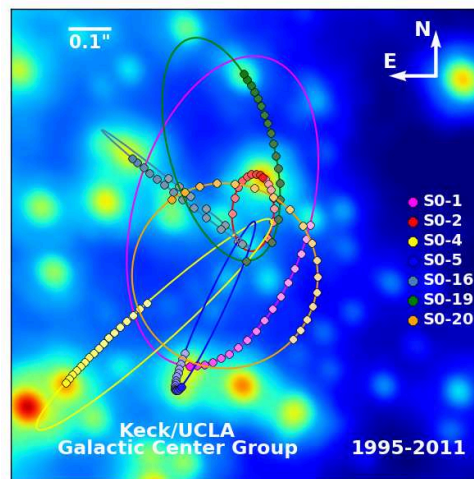 0.1"
N
E
S0-1
S0-2
S0-4
S0-5
S0-16
S0-19
S0-20
Keck/UCLA
Galactic Center Group
1995-2011